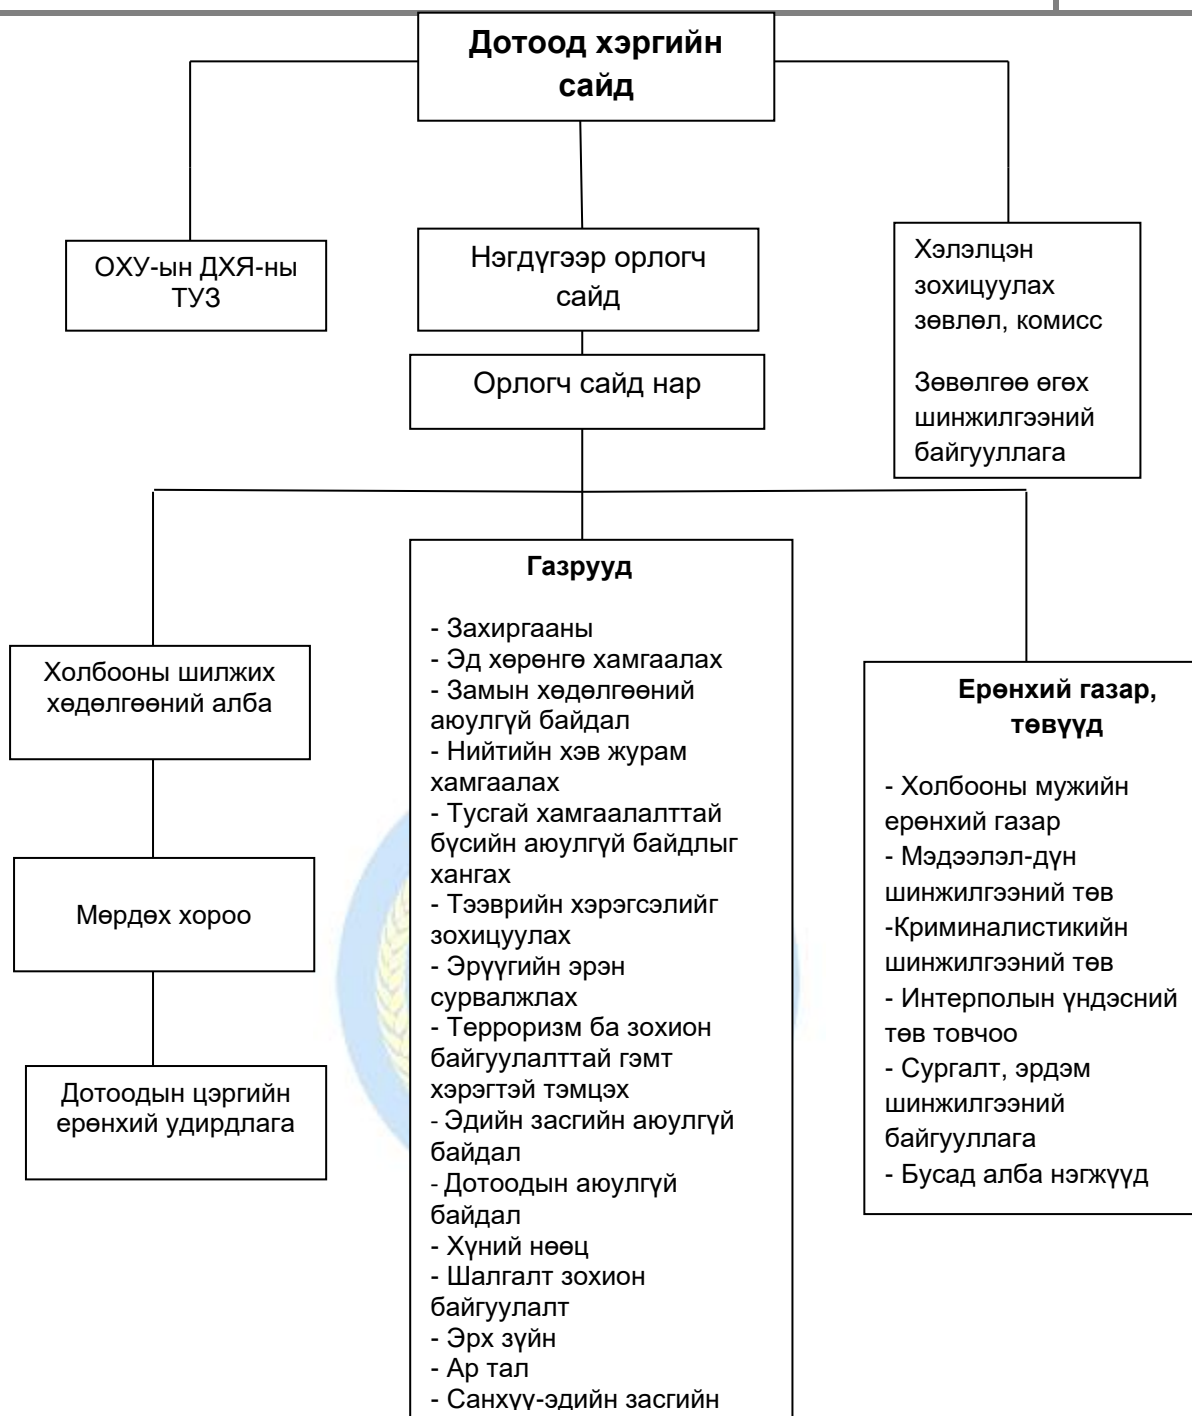 Дотоод хэргийн
сайд
ОХУ-ын ДХЯ-ны
ТУЗ
Нэгдүгээр орлогч
сайд
Хэлэлцэн
зохицуулах
зөвлөл, комисс
Зөвөлгөө өгөх
шинжилгээний
байгууллага
Орлогч сайд нар
Холбооны шилжих
хөдөлгөөний алба
Мөрдөх хороо
Дотоодын цэргийн
ерөнхий удирдлага
Газрууд
- Захиргааны
- Эд хөрөнгө хамгаалах
- Замын хөдөлгөөний
аюулгүй байдал
- Нийтийн хэв журам
хамгаалах
- Тусгай хамгаалалттай
бүсийн аюулгүй байдлыг
хангах
- Тээврийн хэрэгсэлийг
зохицуулах
- Эрүүгийн эрэн
сурвалжлах
- Терроризм ба зохион
байгуулалттай гэмт
хэрэгтэй тэмцэх
- Эдийн засгийн аюулгүй
байдал
- Дотоодын аюулгүй
байдал
- Хүний нөөц
- Шалгалт зохион
байгуулалт
- Эрх зүйн
- Ар тал
- Санхүү-эдийн засгийн
Ерөнхий газар,
төвүүд
- Холбооны мужийн
ерөнхий газар
- Мэдээлэл-дүн
шинжилгээний төв
-Криминалистикийн
шинжилгээний төв
- Интерполын үндэсний
төв товчоо
- Сургалт, эрдэм
шинжилгээний
байгууллага
- Бусад алба нэгжүүд